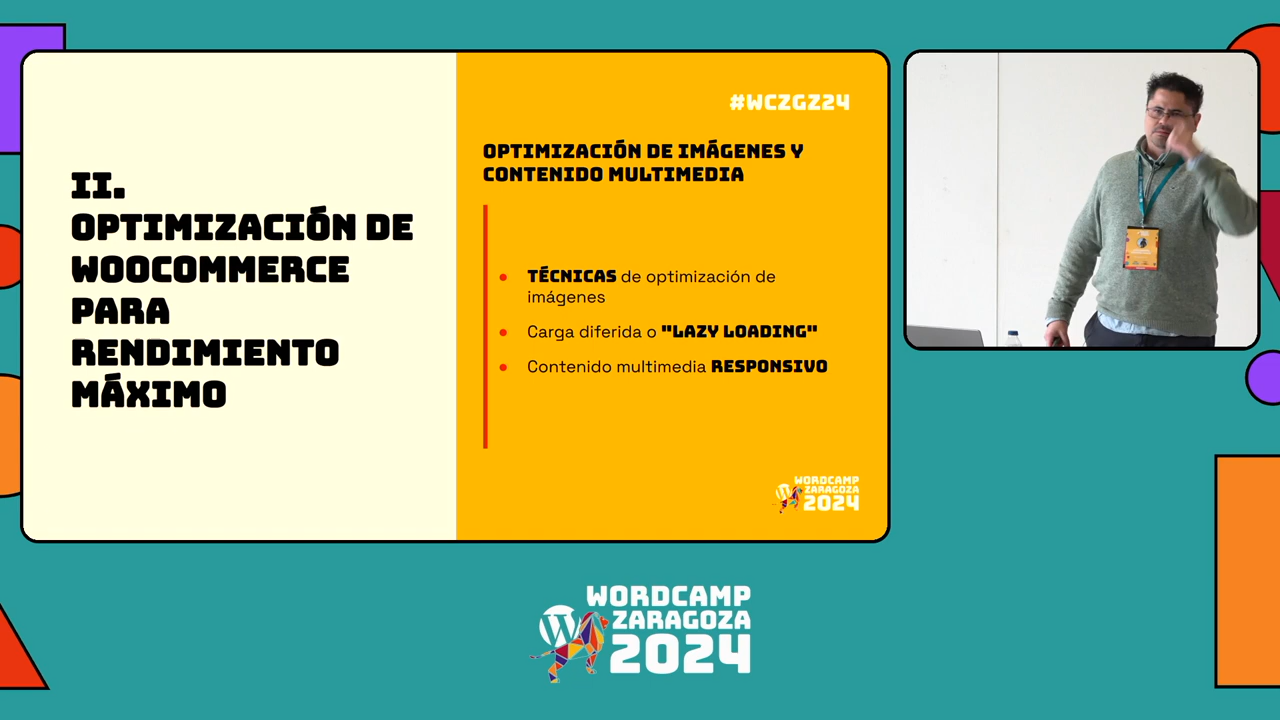 II.
OPTIMIZACIÓN DE
WOOCOMMERCE
PARA
RENDIMIENTO
MÁXIMO
#WCZGZ24
OPTIMIZACIÓN DE IMÁGENES Y
CONTENIDO MULTIMEDIA
TÉCNICAS de optimización de
imágenes
Carga diferida o "LAZY LOADING"
Contenido multimedia RESPONSIVO
WORDCAMP
ZARAGOZA
2024
WORDCAMP
ZARAGOZA
2024